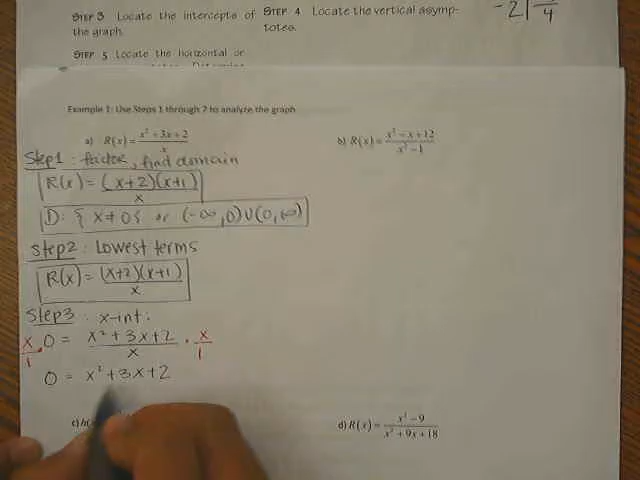 STEP 3 Locate the intercepts of
the graph.
STEP 4 Locate the vertical asymp-
totes.
STEP 5 Locate the horizontal or
-2
4
Example 1: Use Steps 1 through 7 to analyze the graph
a) R(x) = x² + 3x + 2 / x
b) R(x) = x² − x + 12 / x² − 1
Step1: factor, find domain
R(x) = (x+2)(x+1) / x
D: { x ≠ 0} or (-∞, 0) ∪ (0, ∞)
Step2: Lowest terms
R(x) = (x+2)(x+1) / x
Step3: x-int:
x/1 · 0 = x² + 3x + 2 / x · x/1
0 = x² + 3x + 2
c) h(
d) R(x) = x² − 9 / x² + 9x + 18